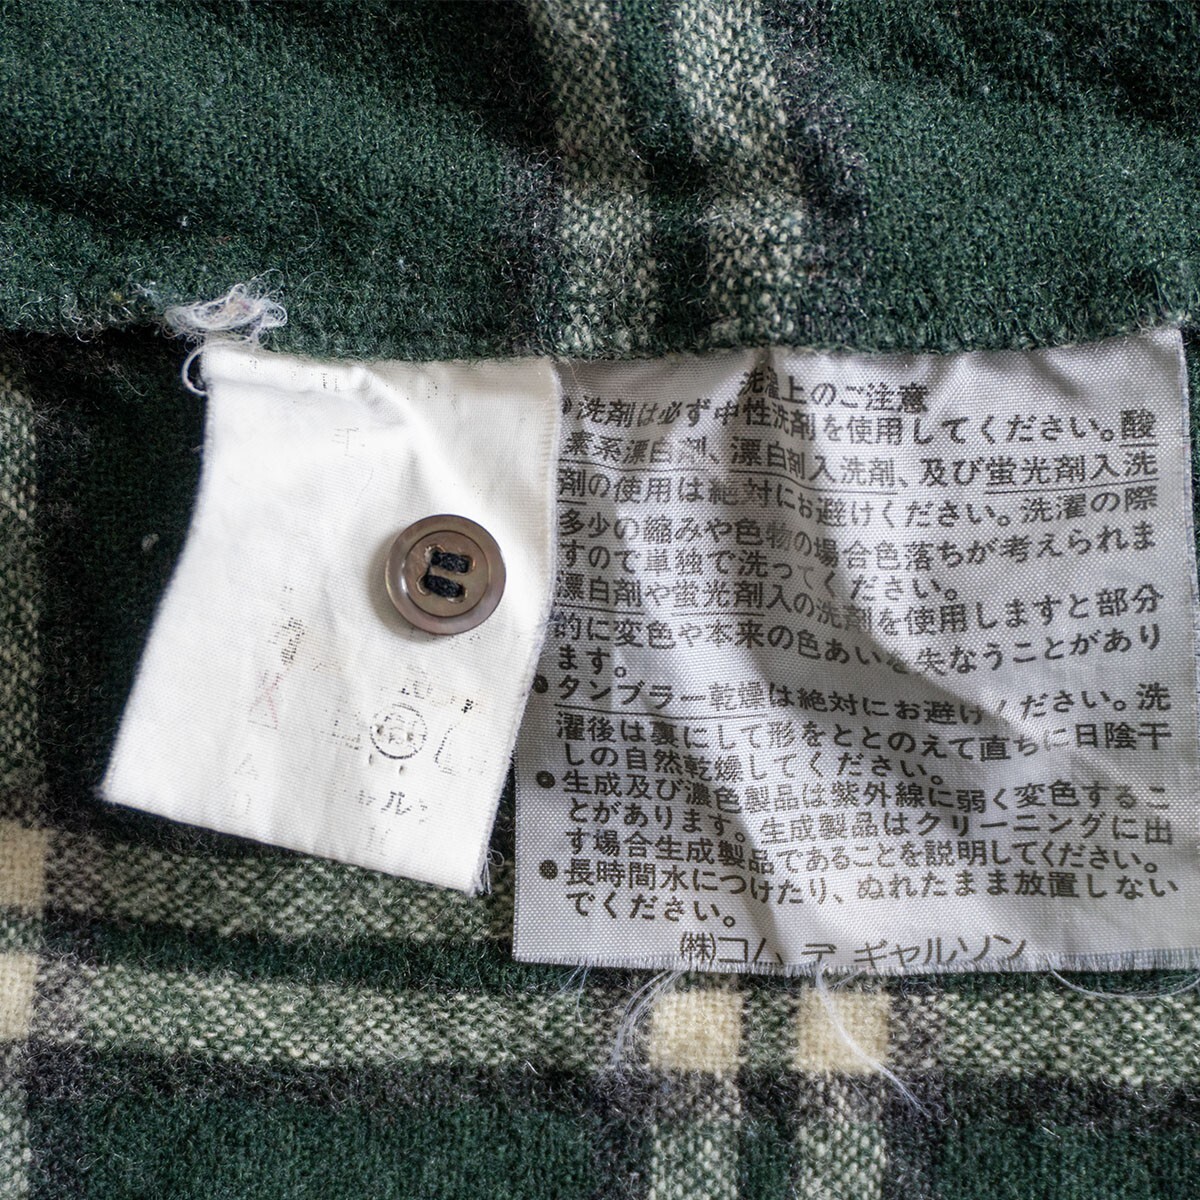 洗濯上のご注意
洗剤は必ず中性洗剤を使用してください。酸
素系漂白剤、漂白剤入洗剤、及び蛍光剤入洗
剤の使用は絶対にお避けください。洗濯の際
多少の縮みや色物の場合色落ちが考えられま
すので単独で洗ってください。
漂白剤や蛍光剤入の洗剤を使用しますと部分
的に変色や本来の色あいを失なうことがあり
ます。
●タンブラー乾燥は絶対にお避けください。洗
濯後は裏にして形をととのえて直ちに日陰干
しの自然乾燥してください。
●生成及び濃色製品は紫外線に弱く変色するこ
とがあります。生成製品はクリーニングに出
す場合生成製品であることを説明してください。
●長時間水につけたり、ぬれたまま放置しない
でください。
㈱コム デ ギャルソン